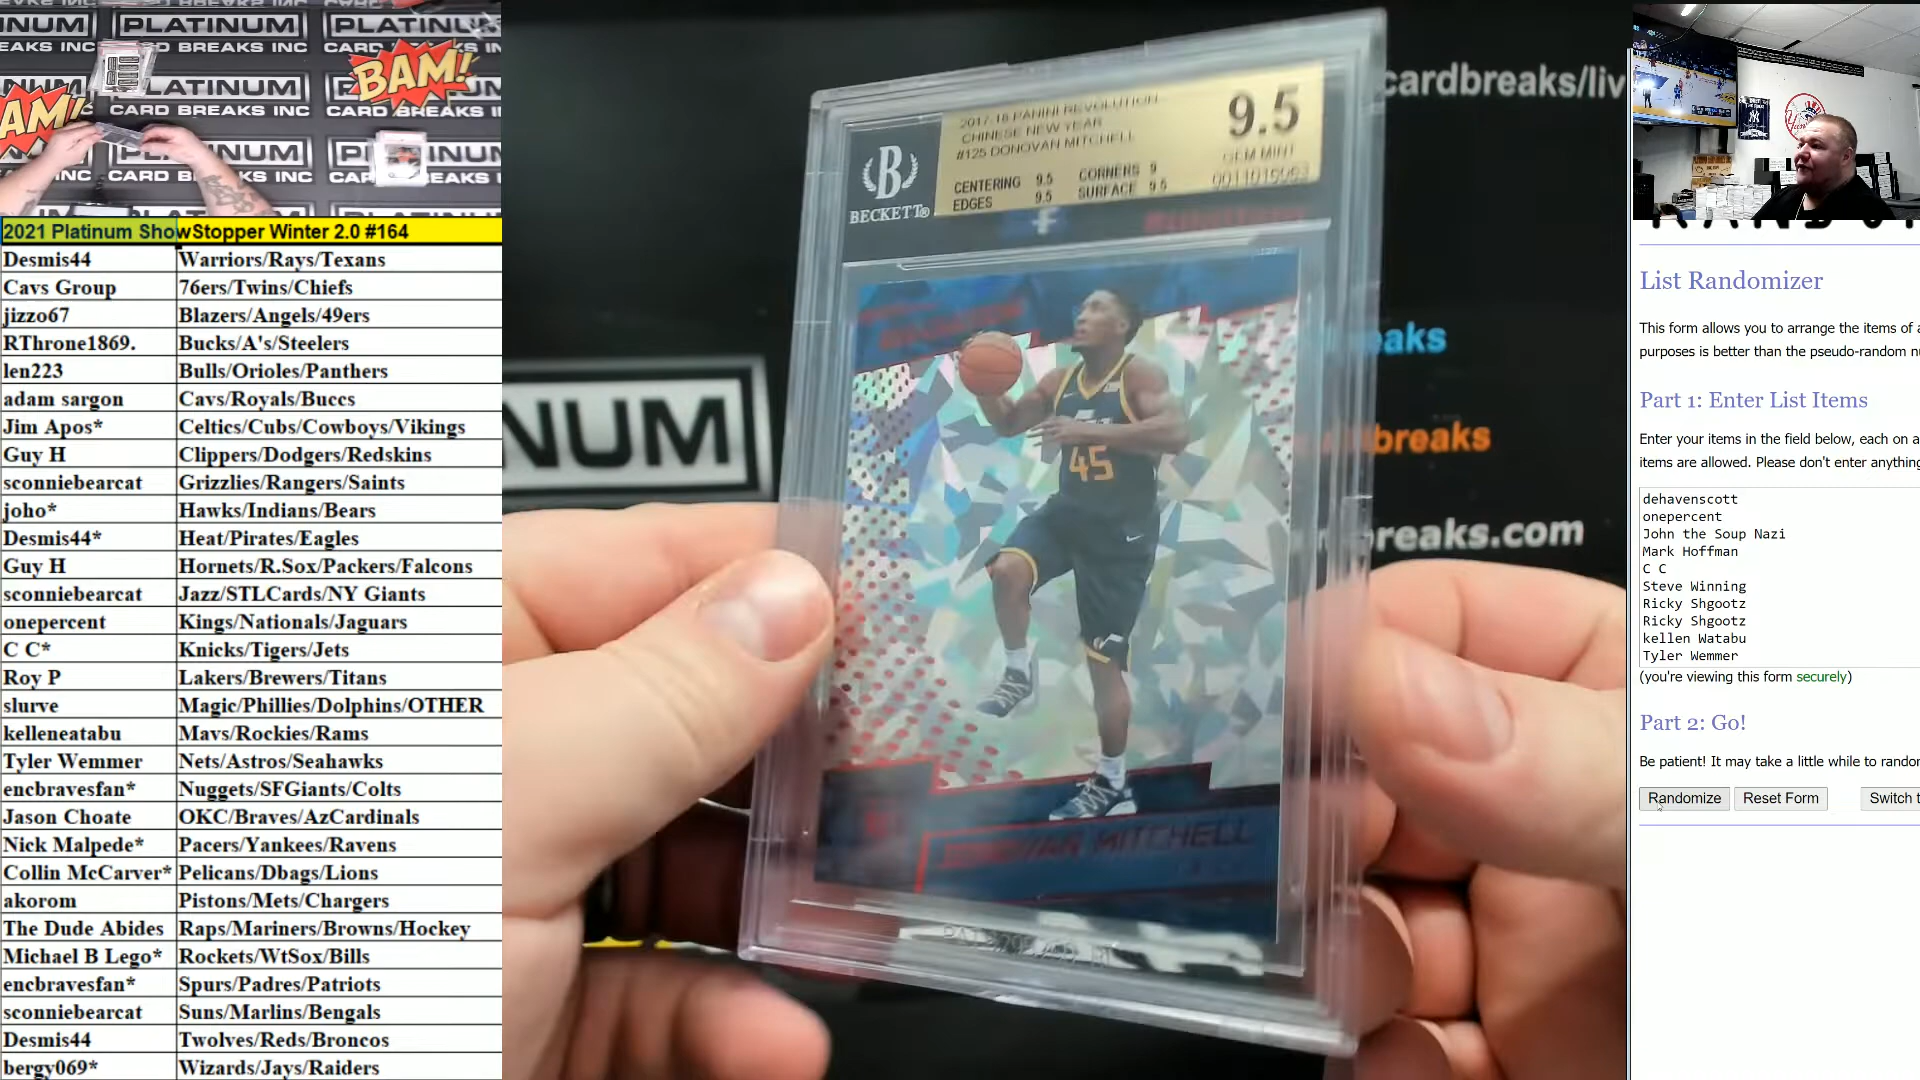 PLATINUM
CARD BREAKS INC
BAM!
2021 Platinum ShowStopper Winter 2.0 #164
Desmis44 Warriors/Rays/Texans
Cavs Group 76ers/Twins/Chiefs
jizzo67 Blazers/Angels/49ers
RThrone1869. Bucks/A's/Steelers
len223 Bulls/Orioles/Panthers
adam sargon Cavs/Royals/Buccs
Jim Apos* Celtics/Cubs/Cowboys/Vikings
Guy H Clippers/Dodgers/Redskins
sconniebearcat Grizzlies/Rangers/Saints
joho* Hawks/Indians/Bears
Desmis44* Heat/Pirates/Eagles
Guy H Hornets/R.Sox/Packers/Falcons
sconniebearcat Jazz/STLCards/NY Giants
onepercent Kings/Nationals/Jaguars
C C* Knicks/Tigers/Jets
Roy P Lakers/Brewers/Titans
slurve Magic/Phillies/Dolphins/OTHER
kelleneatabu Mavs/Rockies/Rams
Tyler Wemmer Nets/Astros/Seahawks
encbravesfan* Nuggets/SFGiants/Colts
Jason Choate OKC/Braves/AzCardinals
Nick Malpede* Pacers/Yankees/Ravens
Collin McCarver* Pelicans/Dbags/Lions
akorom Pistons/Mets/Chargers
The Dude Abides Raps/Mariners/Browns/Hockey
Michael B Lego* Rockets/WtSox/Bills
encbravesfan* Spurs/Padres/Patriots
sconniebearcat Suns/Marlins/Bengals
Desmis44 Twolves/Reds/Broncos
bergy069* Wizards/Jays/Raiders
cardbreaks/liv
eaks
breaks
reaks.com
NUM
B
BECKETT®
2017-18 PANINI REVOLUTION
CHINESE NEW YEAR
#125 DONOVAN MITCHELL
9.5
GEM MINT
CENTERING 9.5 CORNERS 9
EDGES 9.5 SURFACE 9.5
45
DONOVAN MITCHELL
List Randomizer
This form allows you to arrange the items of a
purposes is better than the pseudo-random nu
Part 1: Enter List Items
Enter your items in the field below, each on a
items are allowed. Please don't enter anything
dehavenscott
onepercent
John the Soup Nazi
Mark Hoffman
C C
Steve Winning
Ricky Shgootz
Ricky Shgootz
kellen Watabu
Tyler Wemmer
(you're viewing this form securely)
Part 2: Go!
Be patient! It may take a little while to random
Randomize Reset Form Switch t